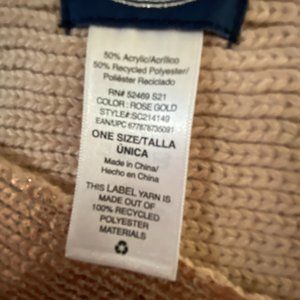 50% Acrylic/Acrílico
50% Recycled Polyester/
Poliéster Reciclado
RN# 52469 S21
COLOR: ROSE GOLD
STYLE#:SC214149
EAN/UPC 677878735091
ONE SIZE/TALLA
ÚNICA
Made in China/
Hecho en China
THIS LABEL YARN IS
MADE OUT OF
100% RECYCLED
POLYESTER
MATERIALS